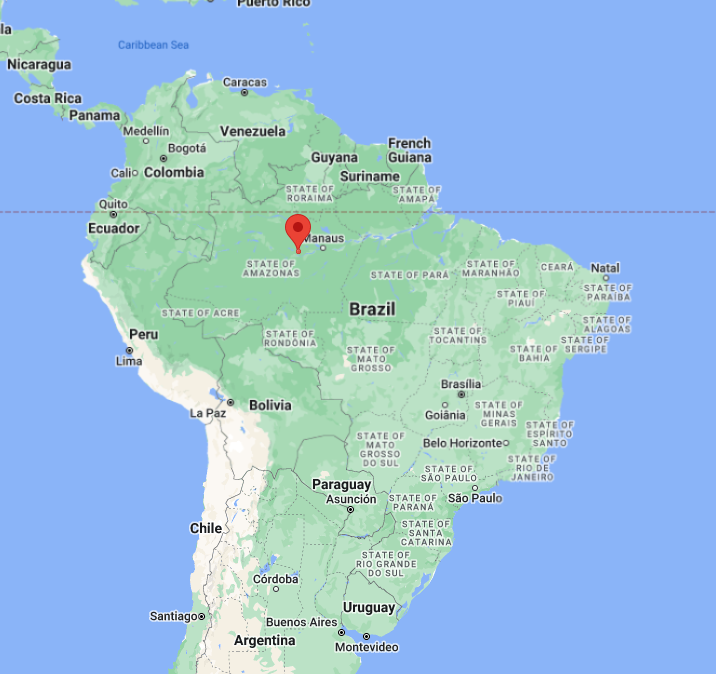 Puerto Rico
la
Caribbean Sea
Nicaragua
Caracas
Costa Rica
Panama
Medellín
Venezuela
Bogotá
French
Guiana
Guyana
Cali
Colombia
Suriname
STATE OF
RORAIMA
STATE OF
AMAPÁ
Quito
Ecuador
Manaus
STATE OF
AMAZONAS
STATE OF PARÁ
STATE OF
MARANHÃO
CEARÁ
Natal
STATE OF
PARAÍBA
STATE OF
PIAUÍ
STATE OF ACRE
Brazil
STATE OF
ALAGOAS
Peru
STATE OF
RONDÔNIA
STATE OF
TOCANTINS
STATE OF
SERGIPE
Lima
STATE OF
MATO
GROSSO
STATE OF
BAHIA
Brasília
La Paz
Bolivia
Goiânia
STATE OF
MINAS
GERAIS
STATE OF
ESPÍRITO
SANTO
STATE OF
MATO
GROSSO
DO SUL
Belo Horizonte
STATE OF
RIO DE
JANEIRO
STATE OF
SÃO PAULO
Paraguay
Asunción
São Paulo
STATE OF
PARANÁ
Chile
STATE OF
SANTA
CATARINA
STATE OF
RIO GRANDE
DO SUL
Córdoba
Uruguay
Santiago
Buenos Aires
Argentina
Montevideo